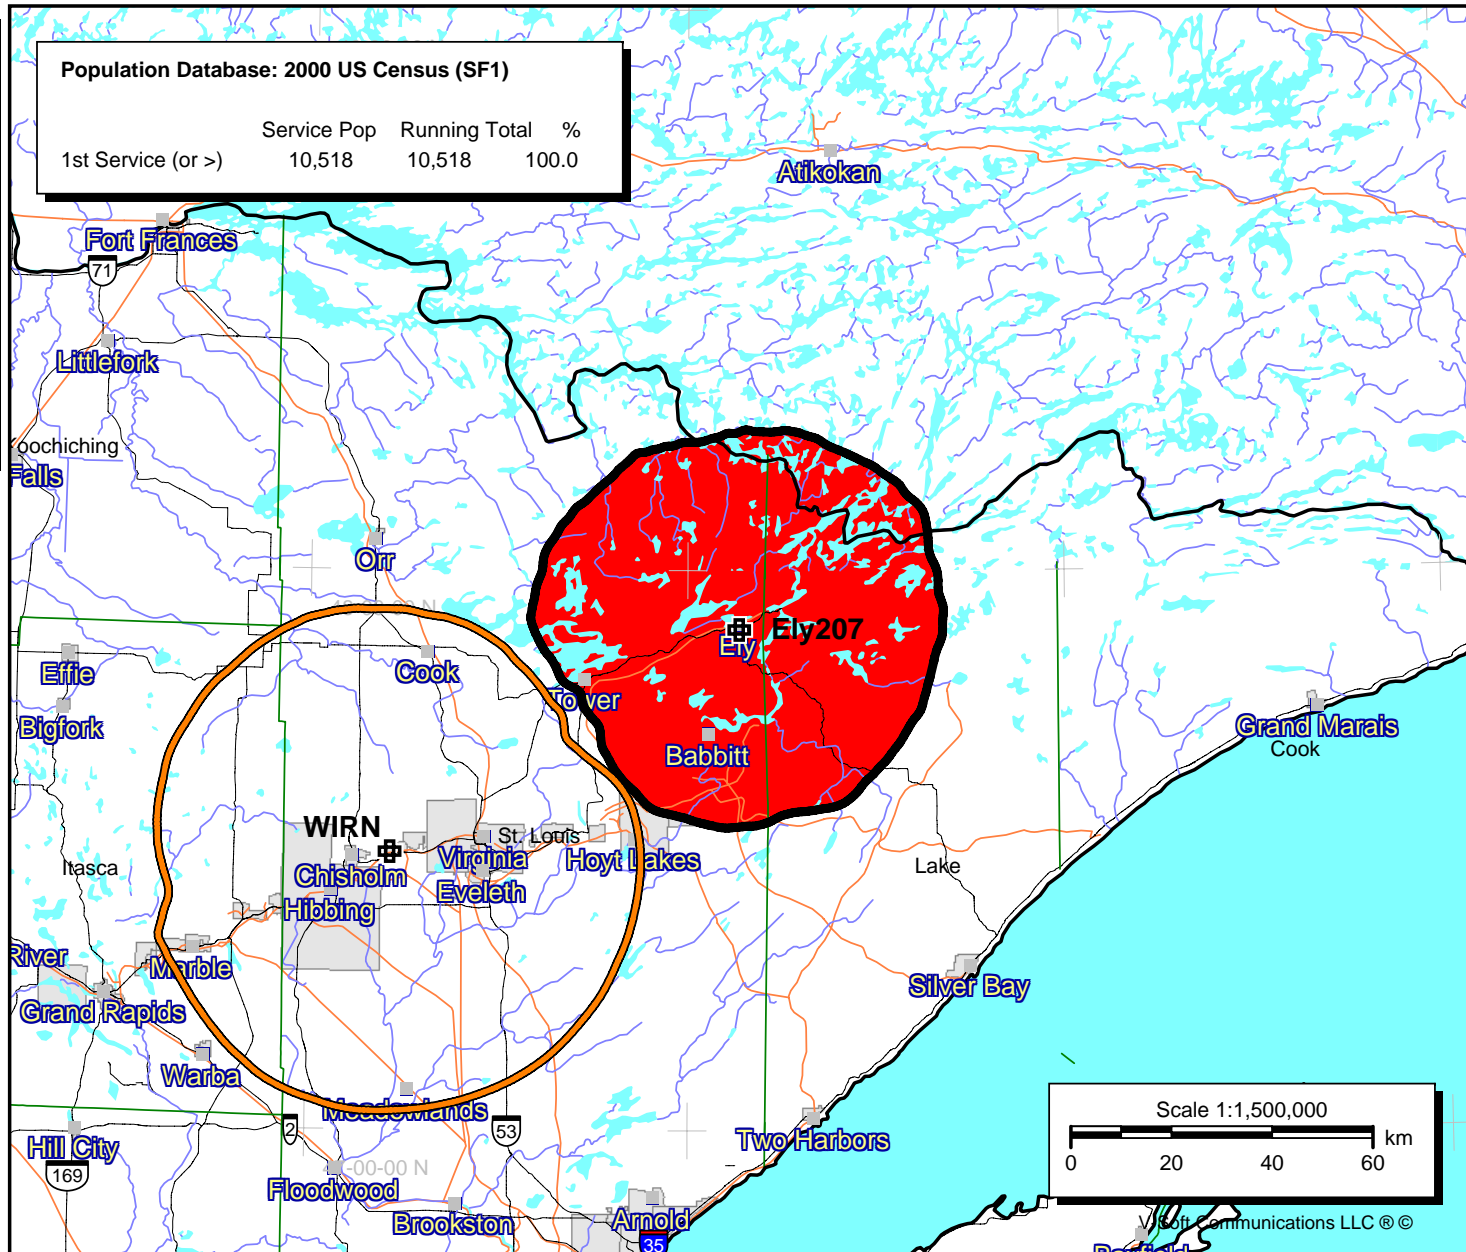 Population Database: 2000 US Census (SF1)
Service Pop Running Total %
1st Service (or >) 10,518 10,518 100.0
Atikokan
Fort Frances
71
Littlefork
oochiching
Falls
Orr
Ely207
Ely
Effie
Cook
Tower
Bigfork
Grand Marais
Cook
Babbitt
WIRN
St. Louis
Virginia
Hoyt Lakes
Itasca
Chisholm
Lake
Eveleth
Hibbing
River
Marble
Silver Bay
Grand Rapids
Warba
Meadowlands
Scale 1:1,500,000
km
0 20 40 60
2
53
Two Harbors
Hill City
169
-00-00 N
Floodwood
Brookston
Arnold
35
V-Soft Communications LLC ® ©